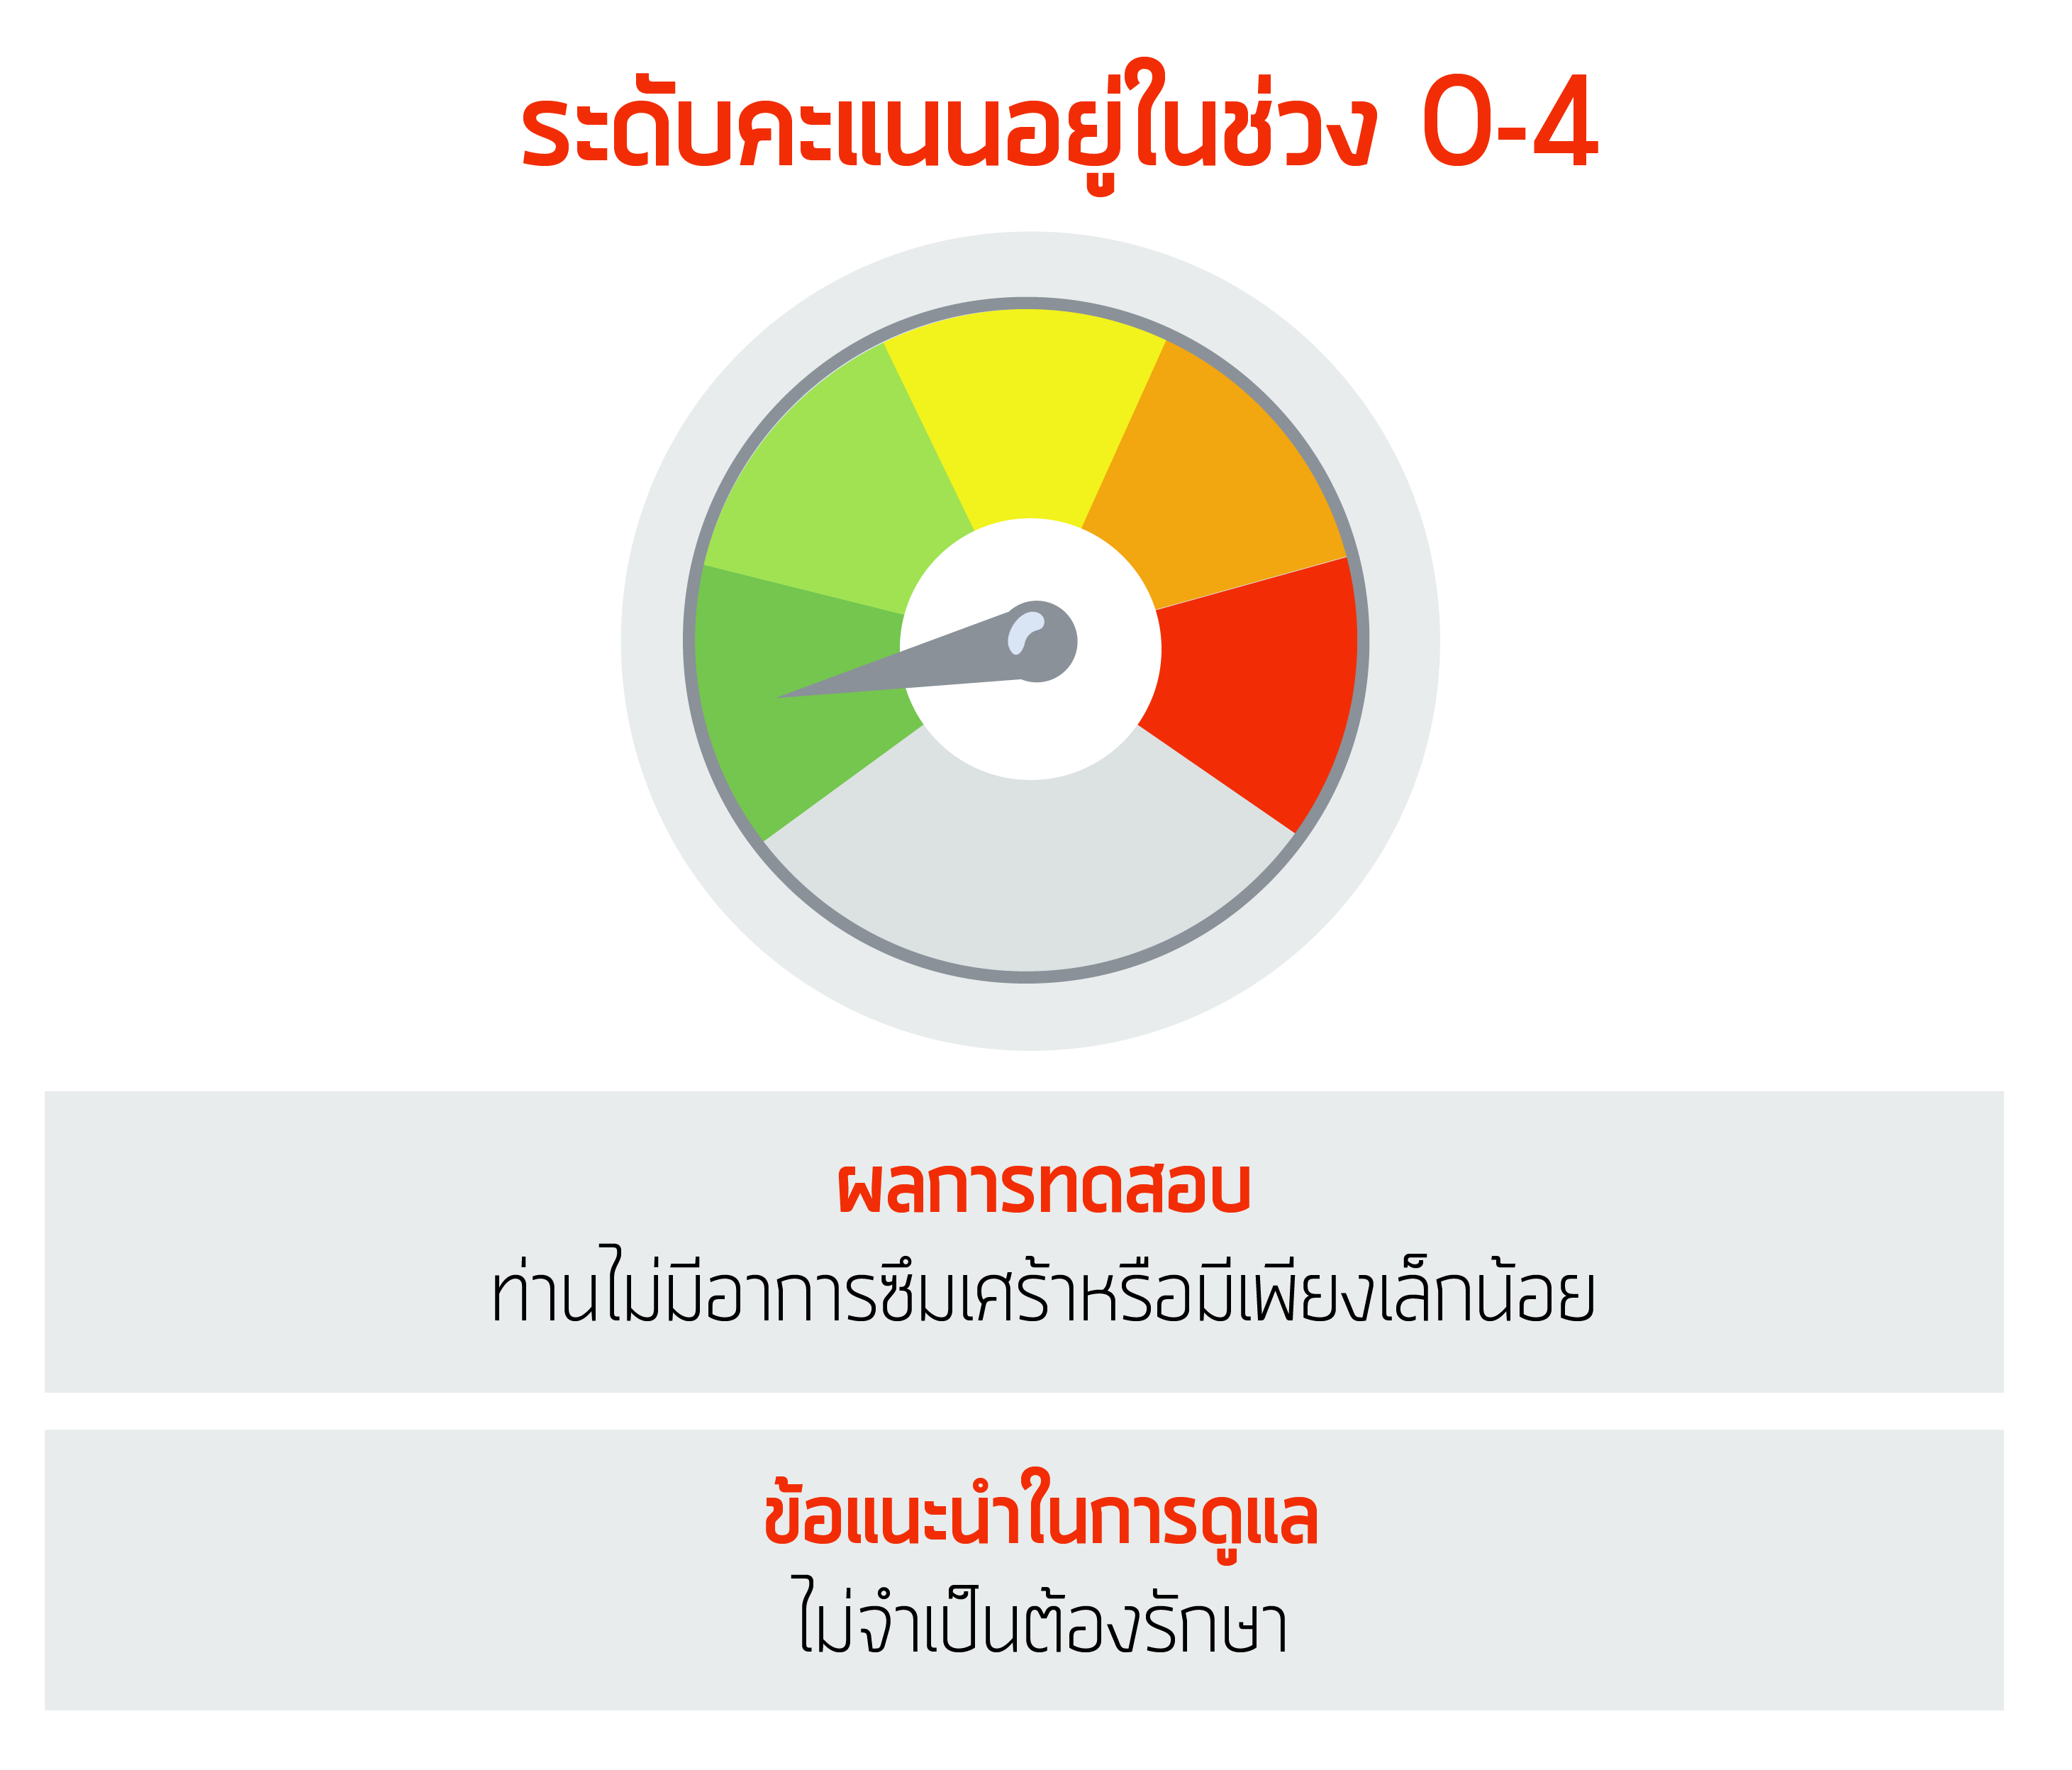 ระดับคะแนนอยู่ในช่วง 0-4
ผลการทดสอบ
ท่านไม่มีอาการซึมเศร้าหรือมีเพียงเล็กน้อย
ข้อแนะนำในการดูแล
ไม่จำเป็นต้องรักษา